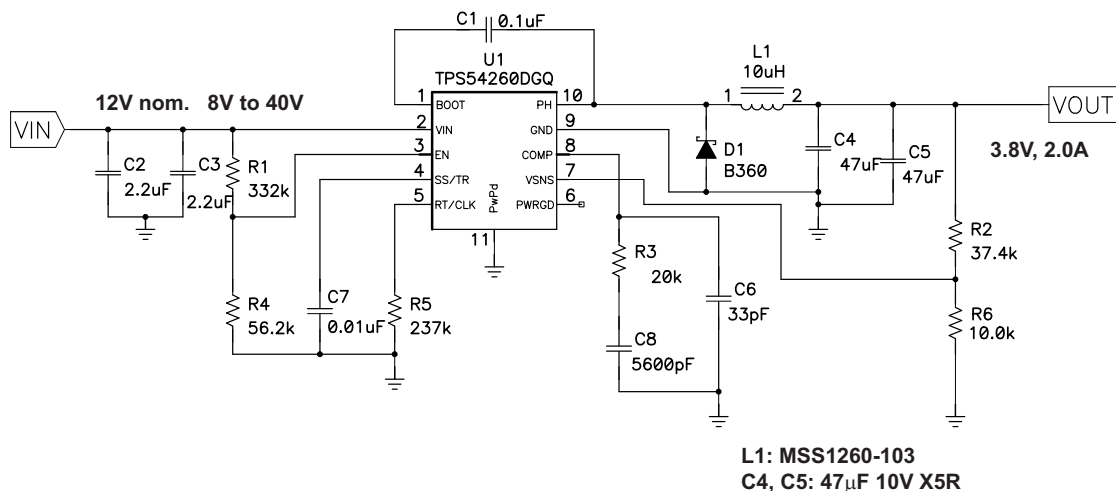 C1
0.1uF
U1
TPS54260DGQ
L1
10uH
12V nom. 8V to 40V
VIN
1 BOOT
2 VIN
3 EN
4 SS/TR
5 RT/CLK
PH 10
GND 9
COMP 8
VSNS 7
PWRGD 6
PwPd
11
1 2
VOUT
3.8V, 2.0A
C2
2.2uF
C3
2.2uF
R1
332k
D1
B360
C4
47uF
C5
47uF
R2
37.4k
R3
20k
C6
33pF
R4
56.2k
C7
0.01uF
R5
237k
C8
5600pF
R6
10.0k
L1: MSS1260-103
C4, C5: 47μF 10V X5R